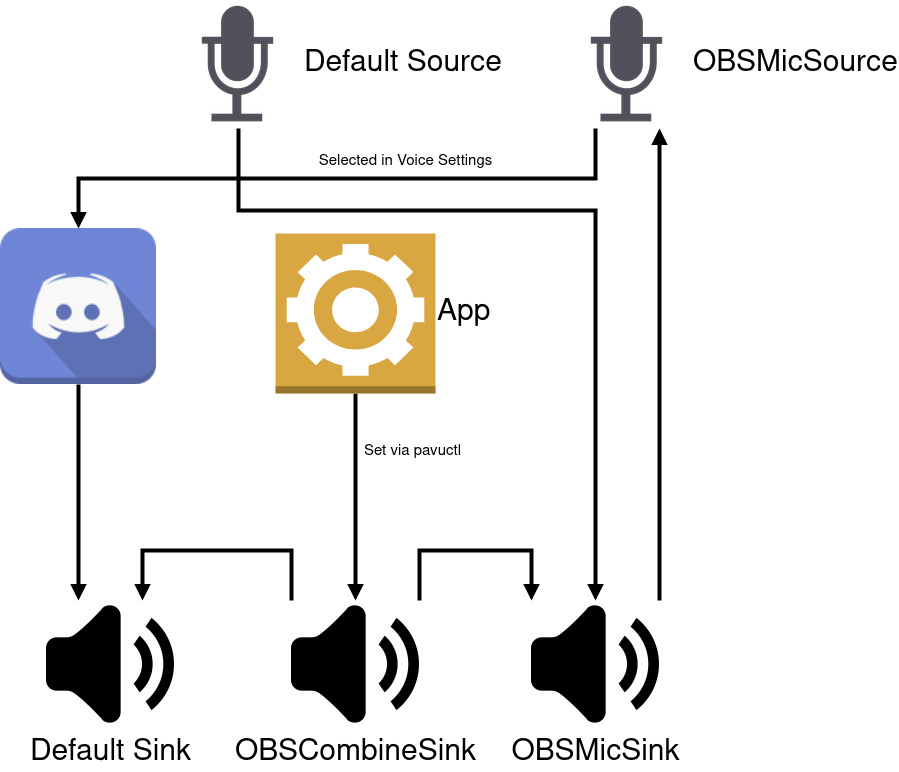 Default Source
OBSMicSource
Selected in Voice Settings
App
Set via pavuctl
Default Sink
OBSCombineSink
OBSMicSink